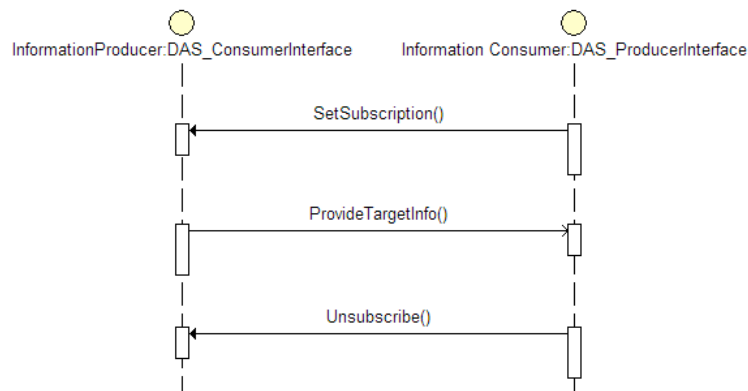 InformationProducer:DAS_ConsumerInterface
Information Consumer:DAS_ProducerInterface
SetSubscription()
ProvideTargetInfo()
Unsubscribe()